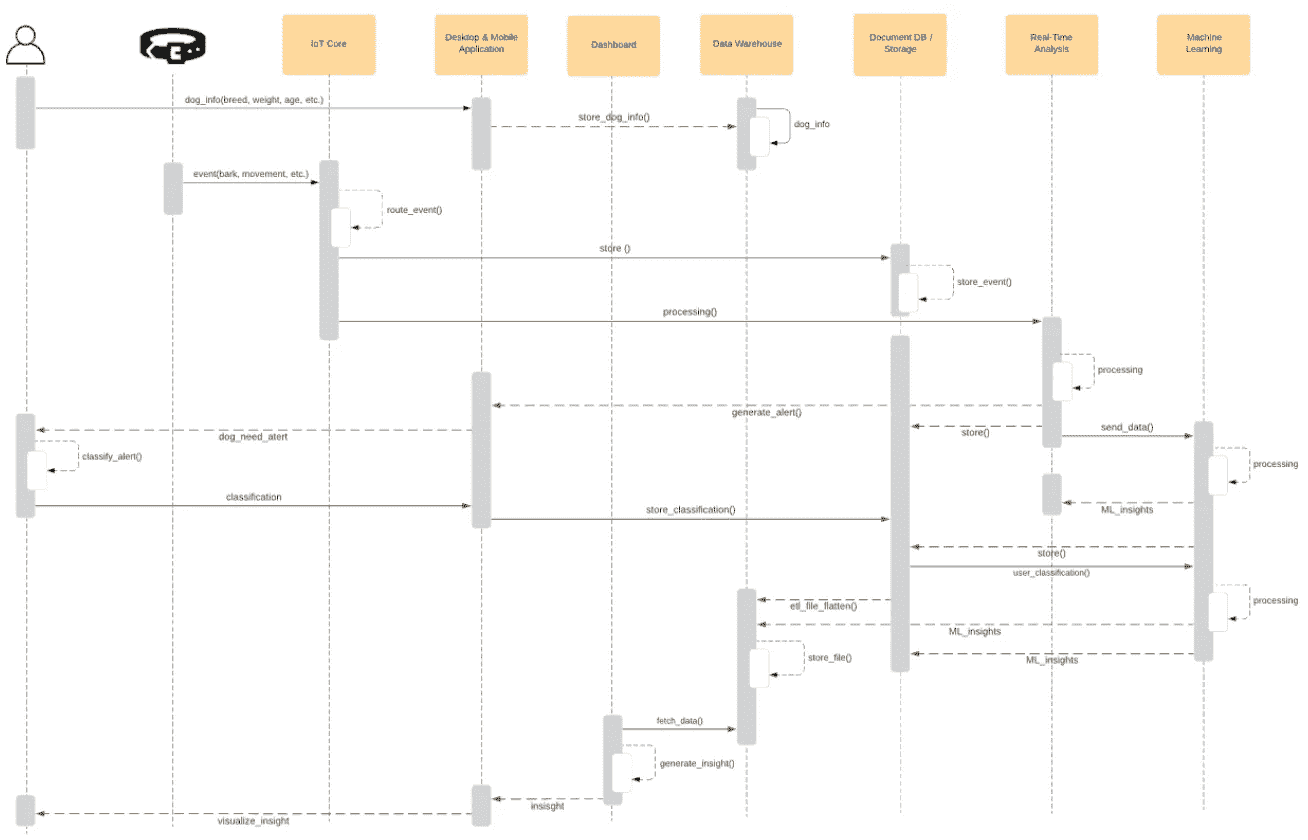 IoT Core
Desktop & Mobile
Application
Dashboard
Data Warehouse
Document DB /
Storage
Real-Time
Analysis
Machine
Learning
dog_info(breed, weight, age, etc.)
store_dog_info()
dog_info
event(bark, movement, etc.)
route_event()
store ()
store_event()
processing()
processing
generate_alert()
dog_need_atert
store()
send_data()
classify_alert()
processing
classification
store_classification()
ML_insights
store()
user_classification()
etl_file_flatten()
processing
ML_insights
store_file()
ML_insights
fetch_data()
generate_insight()
insisght
visualize_insight